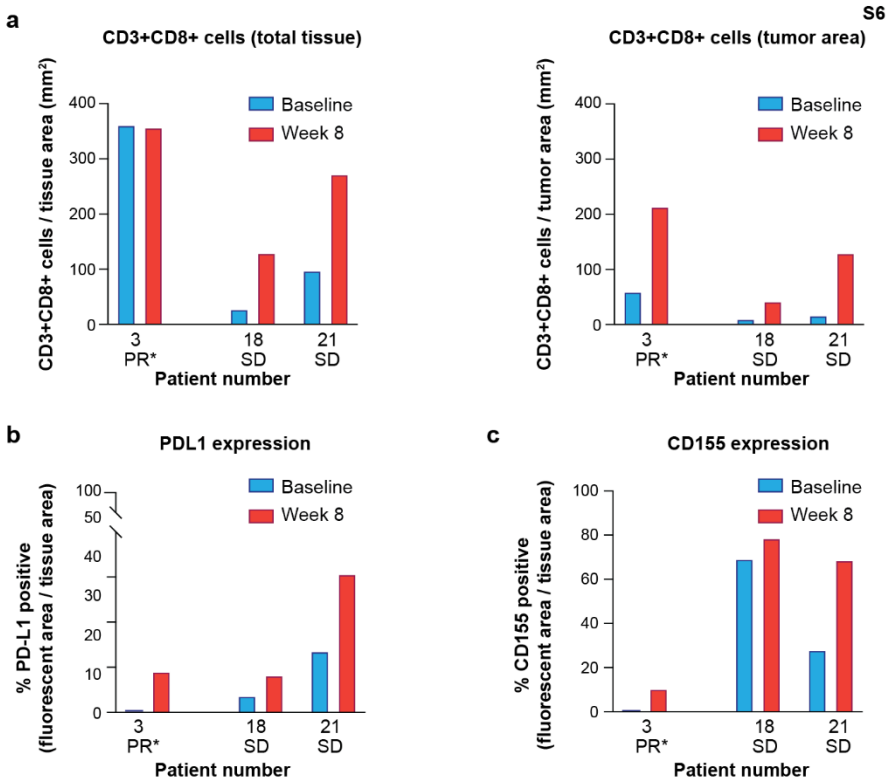 S6
a
CD3+CD8+ cells (total tissue)
CD3+CD8+ cells / tissue area (mm²)
400
300
200
100
0
Baseline
Week 8
3
18
21
PR*
SD
SD
Patient number
CD3+CD8+ cells (tumor area)
CD3+CD8+ cells / tumor area (mm²)
400
300
200
100
0
Baseline
Week 8
3
18
21
PR*
SD
SD
Patient number
b
PDL1 expression
% PD-L1 positive
(fluorescent area / tissue area)
100
50
40
30
20
10
0
Baseline
Week 8
3
18
21
PR*
SD
SD
Patient number
c
CD155 expression
% CD155 positive
(fluorescent area / tissue area)
100
80
60
40
20
0
Baseline
Week 8
3
18
21
PR*
SD
SD
Patient number